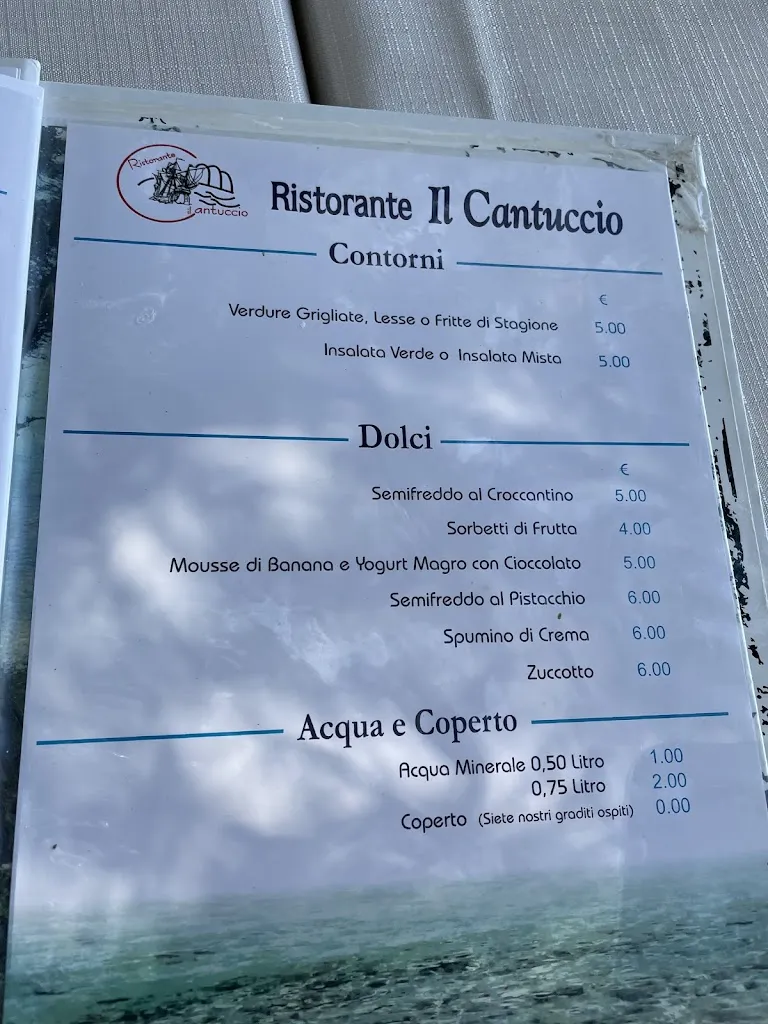 Ristorante
il Cantuccio
Ristorante Il Cantuccio
Contorni
€
Verdure Grigliate, Lesse o Fritte di Stagione 5.00
Insalata Verde o Insalata Mista 5.00
Dolci
€
Semifreddo al Croccantino 5.00
Sorbetti di Frutta 4.00
Mousse di Banana e Yogurt Magro con Cioccolato 5.00
Semifreddo al Pistacchio 6.00
Spumino di Crema 6.00
Zuccotto 6.00
Acqua e Coperto
Acqua Minerale 0,50 Litro 1.00
0,75 Litro 2.00
Coperto (Siete nostri graditi ospiti) 0.00